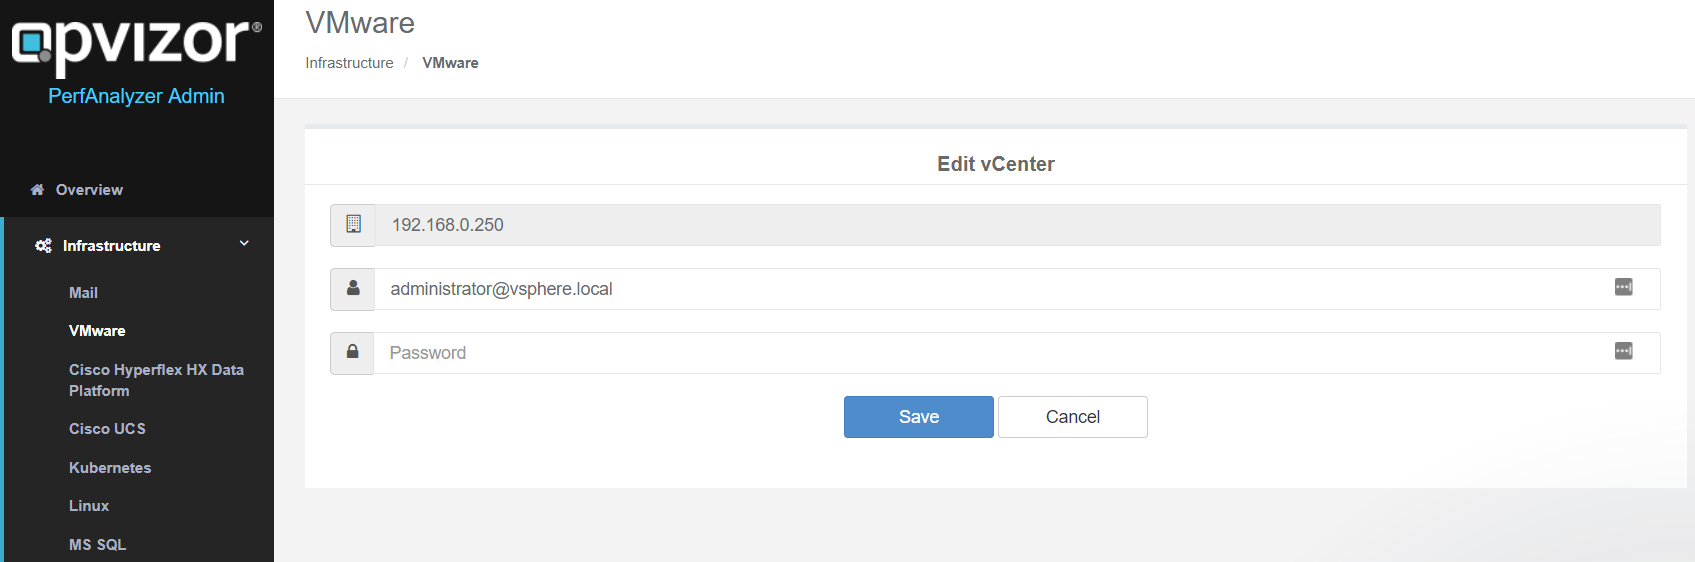 opvizor®
PerfAnalyzer Admin
Overview
Infrastructure
Mail
VMware
Cisco Hyperflex HX Data
Platform
Cisco UCS
Kubernetes
Linux
MS SQL
VMware
Infrastructure / VMware
Edit vCenter
192.168.0.250
administrator@vsphere.local
Password
Save Cancel